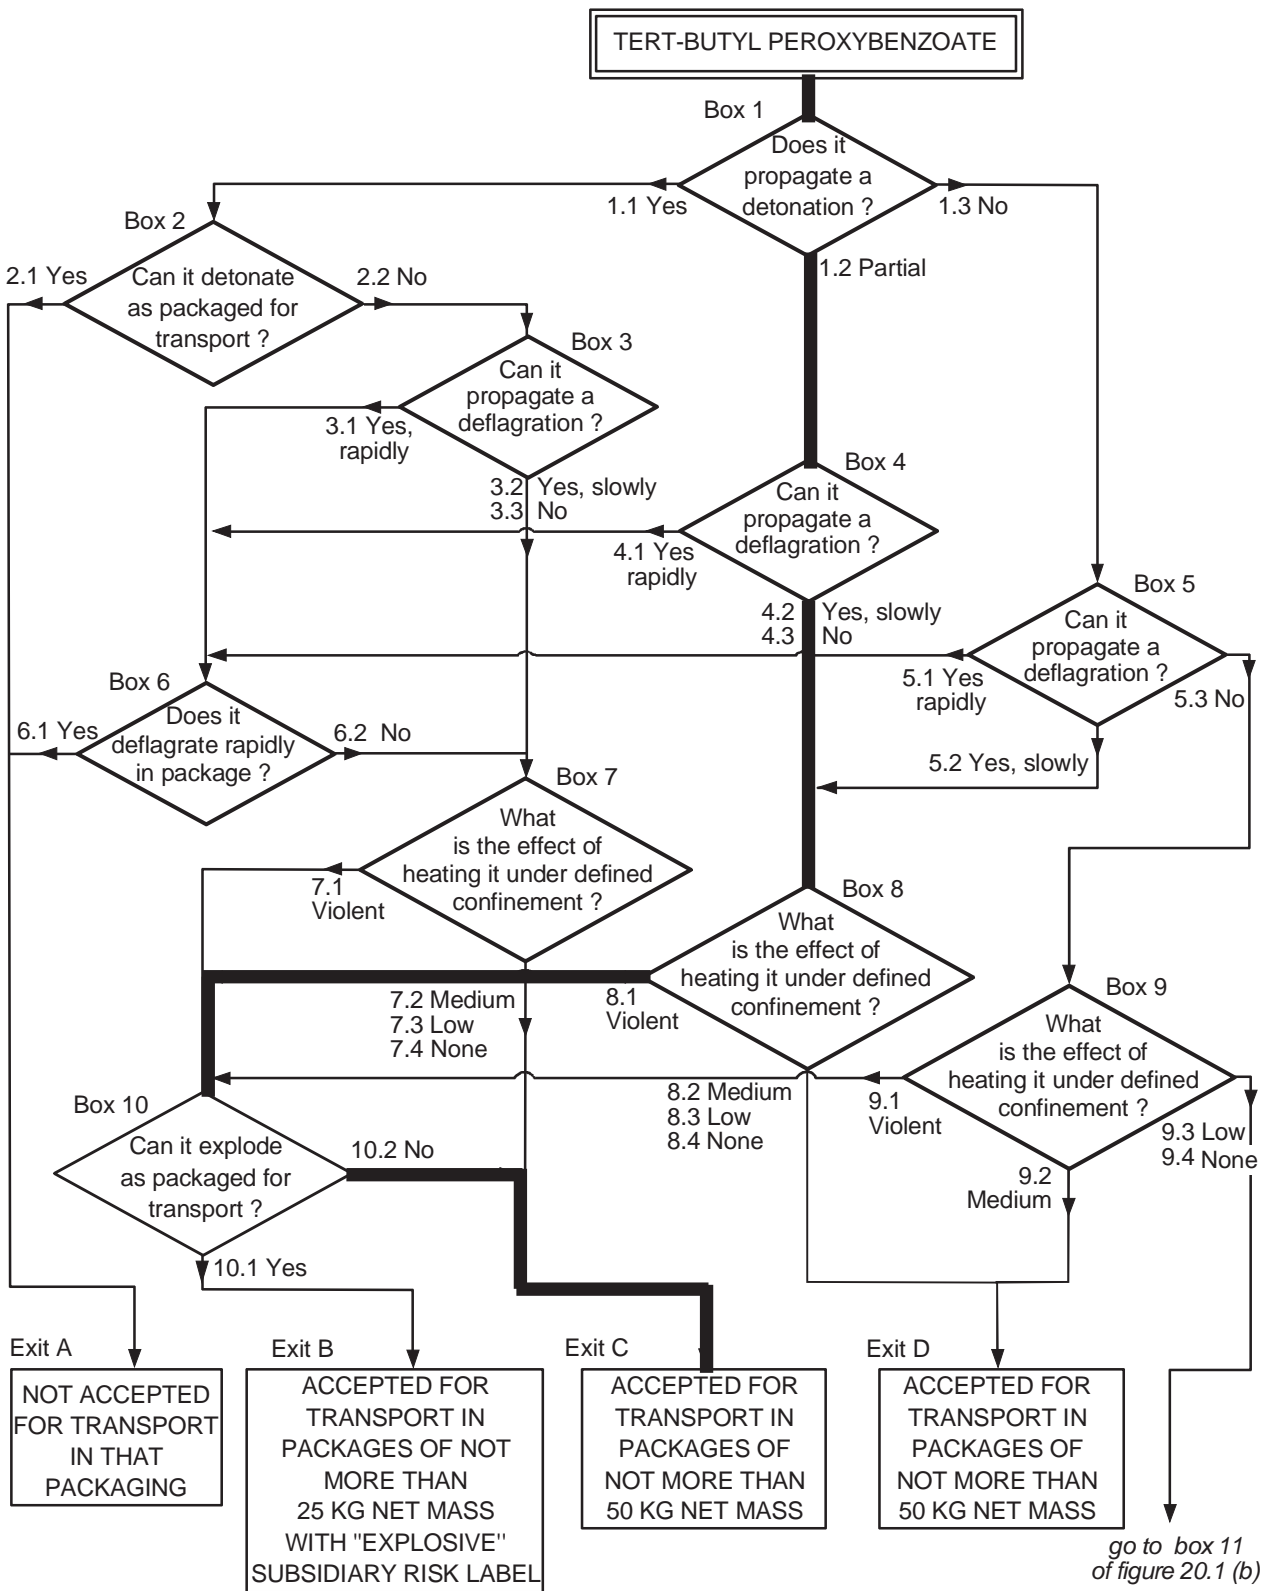 TERT-BUTYL PEROXYBENZOATE
Box 1
Does it
propagate a
detonation ?
1.1 Yes
1.3 No
1.2 Partial
Box 2
Can it detonate
as packaged for
transport ?
2.1 Yes
2.2 No
Box 3
Can it
propagate a
deflagration ?
3.1 Yes,
rapidly
3.2 Yes, slowly
3.3 No
Box 4
Can it
propagate a
deflagration ?
4.1 Yes
rapidly
4.2 Yes, slowly
4.3 No
Box 5
Can it
propagate a
deflagration ?
5.1 Yes
rapidly
5.3 No
5.2 Yes, slowly
Box 6
Does it
deflagrate rapidly
in package ?
6.1 Yes
6.2 No
Box 7
What
is the effect of
heating it under defined
confinement ?
7.1
Violent
7.2 Medium
7.3 Low
7.4 None
Box 8
What
is the effect of
heating it under defined
confinement ?
8.1
Violent
8.2 Medium
8.3 Low
8.4 None
Box 9
What
is the effect of
heating it under defined
confinement ?
9.1
Violent
9.2
Medium
9.3 Low
9.4 None
Box 10
Can it explode
as packaged for
transport ?
10.2 No
10.1 Yes
Exit A
NOT ACCEPTED
FOR TRANSPORT
IN THAT
PACKAGING
Exit B
ACCEPTED FOR
TRANSPORT IN
PACKAGES OF NOT
MORE THAN
25 KG NET MASS
WITH "EXPLOSIVE"
SUBSIDIARY RISK LABEL
Exit C
ACCEPTED FOR
TRANSPORT IN
PACKAGES OF
NOT MORE THAN
50 KG NET MASS
Exit D
ACCEPTED FOR
TRANSPORT IN
PACKAGES OF
NOT MORE THAN
50 KG NET MASS
go to box 11
of figure 20.1 (b)